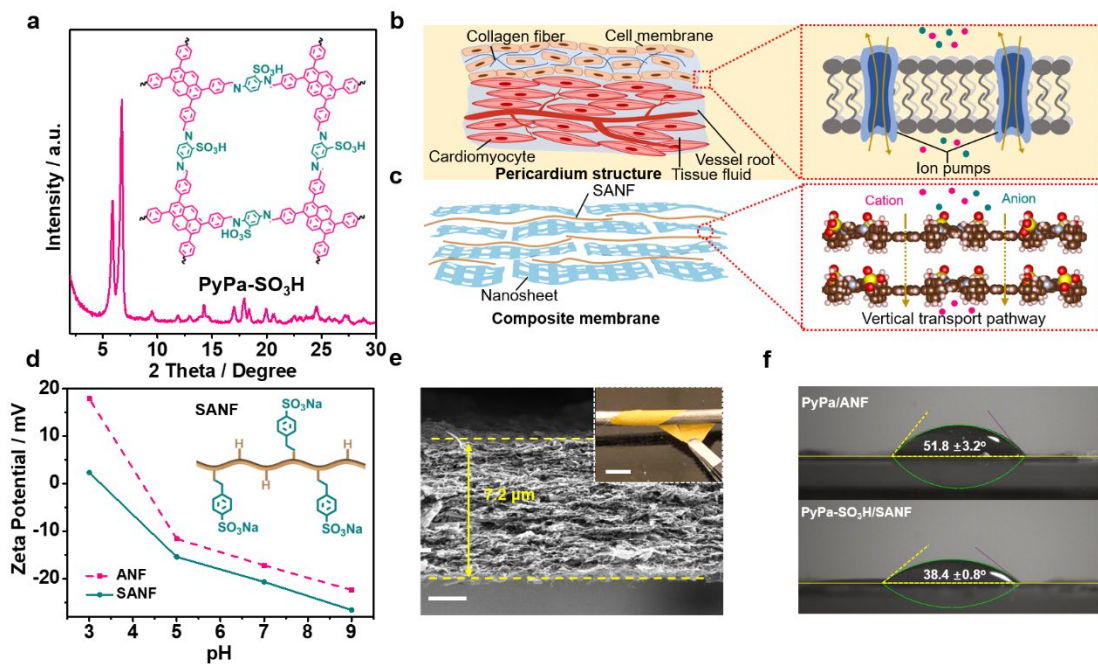 a
SO₃H
N
N
N
SO₃H
N
N
SO₃H
N
N
HO₃S
N
PyPa-SO₃H
Intensity / a.u.
5 10 15 20 25 30
2 Theta / Degree
b
Collagen fiber
Cell membrane
Cardiomyocyte
Vessel root
Pericardium structure
Tissue fluid
Ion pumps
c
SANF
Nanosheet
Composite membrane
Cation
Anion
Vertical transport pathway
d
20
10
0
-10
-20
Zeta Potential / mV
SANF
SO₃Na
H
H
H
SO₃Na
SO₃Na
ANF
SANF
3 4 5 6 7 8 9
pH
e
7.2 μm
f
PyPa/ANF
51.8 ±3.2°
PyPa-SO₃H/SANF
38.4 ±0.8°